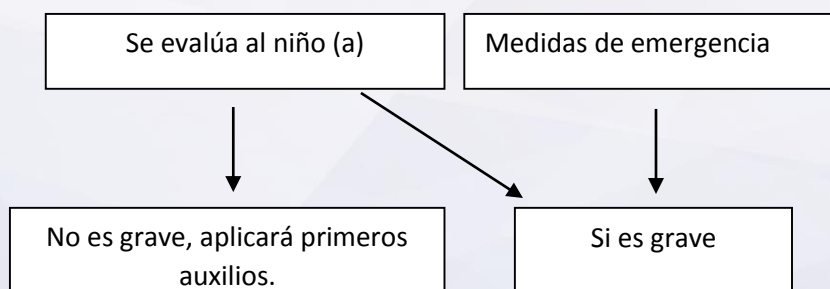 Se evalúa al niño (a)
Medidas de emergencia
No es grave, aplicará primeros
auxilios.
Si es grave